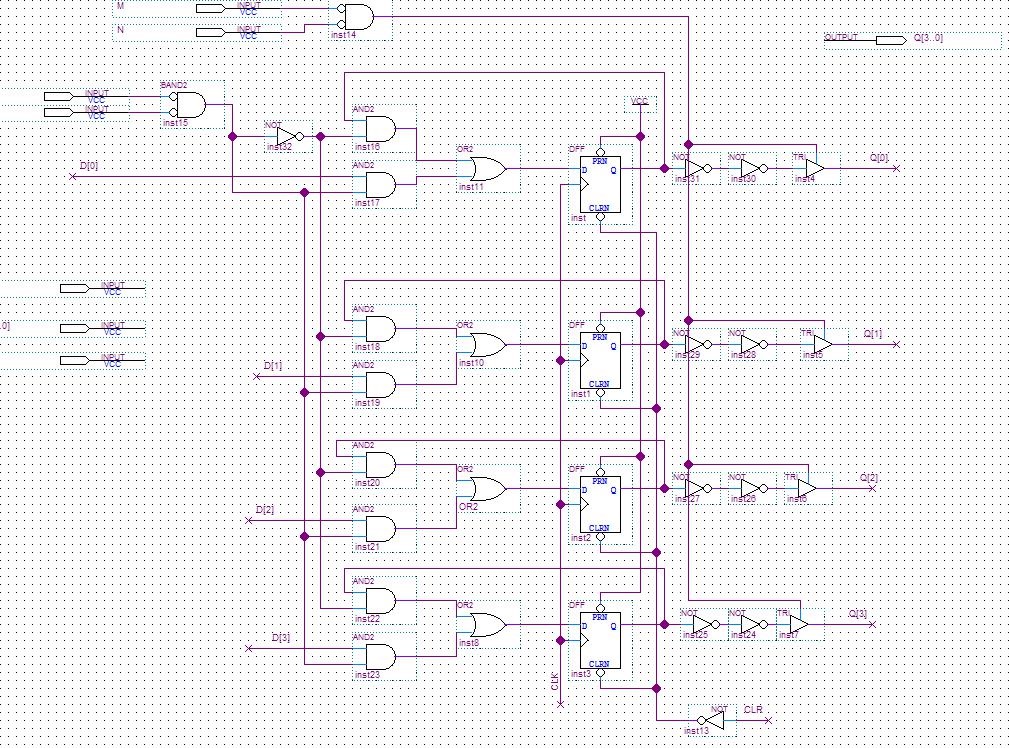 M
INPUT
VCC
N
INPUT
VCC
inst14
OUTPUT
Q[3..0]
BAND2
INPUT
VCC
INPUT
VCC
inst15
NOT
inst32
AND2
inst16
D[0]
AND2
inst17
OR2
inst11
VCC
DFF
PRN
D
Q
CLRN
inst
NOT
inst31
NOT
inst30
TRI
inst4
Q[0]
INPUT
VCC
0]
INPUT
VCC
INPUT
VCC
AND2
inst18
D[1]
AND2
inst19
OR2
inst10
DFF
PRN
D
Q
CLRN
inst1
NOT
inst29
NOT
inst28
TRI
inst5
Q[1]
AND2
inst20
D[2]
AND2
inst21
OR2
OR2
DFF
PRN
D
Q
CLRN
inst2
NOT
inst27
NOT
inst26
TRI
inst6
Q[2]
AND2
inst22
D[3]
AND2
inst23
OR2
inst8
DFF
PRN
D
Q
CLRN
inst3
NOT
inst25
NOT
inst24
TRI
inst7
Q[3]
CLK
NOT
inst13
CLR